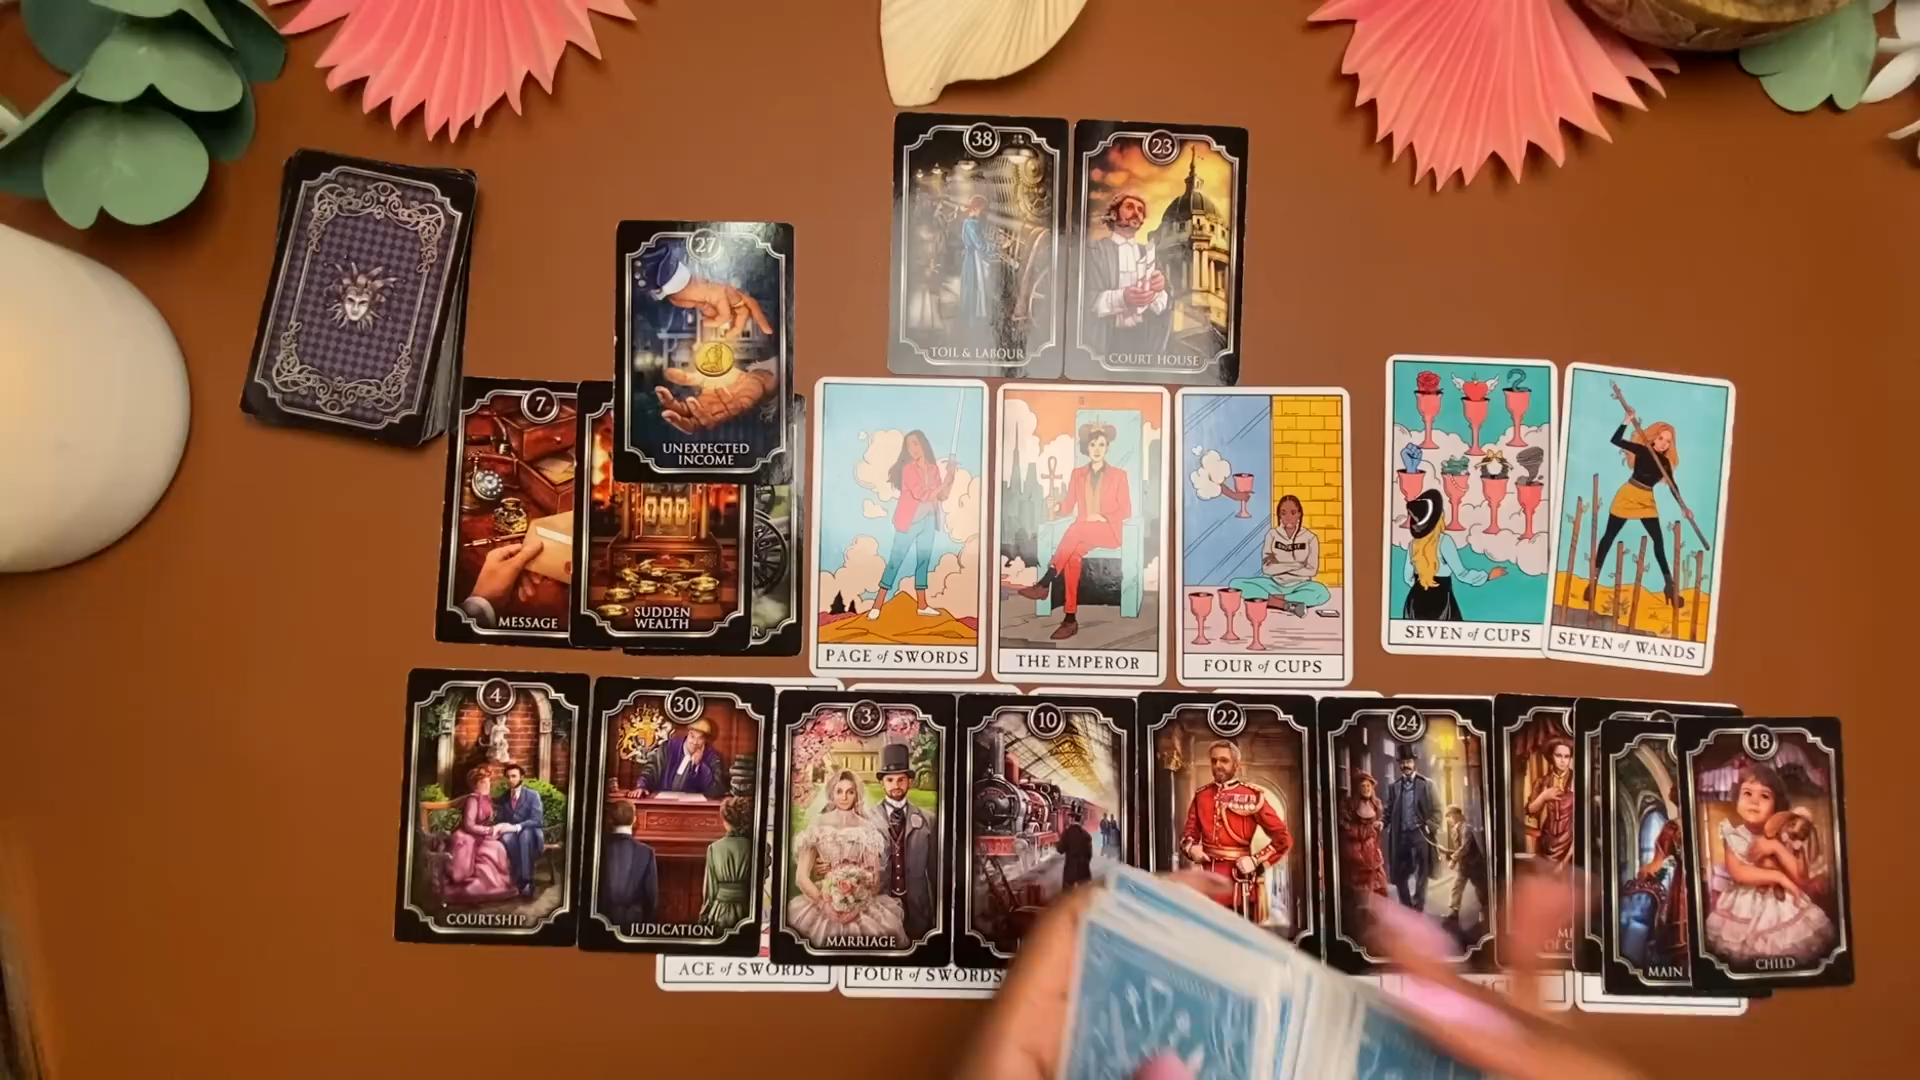 38
TOIL & LABOUR
23
COURT HOUSE
27
UNEXPECTED
INCOME
7
MESSAGE
SUDDEN
WEALTH
R
PAGE of SWORDS
THE EMPEROR
FOUR of CUPS
SEVEN of CUPS
SEVEN of WANDS
4
COURTSHIP
30
JUDICATION
3
MARRIAGE
10
22
24
MAIN
18
CHILD
ACE of SWORDS
FOUR of SWORDS